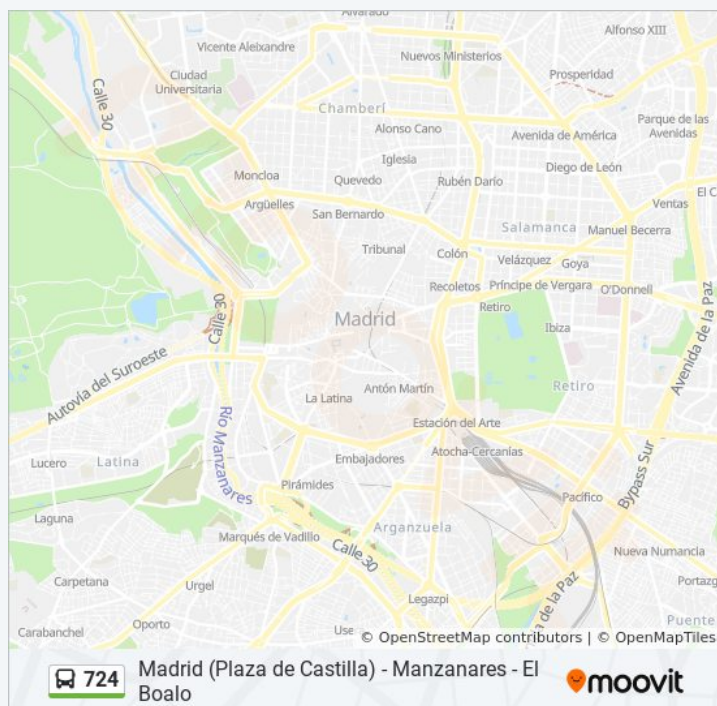 Alvarado
Alfonso XIII
Vicente Aleixandre
Nuevos Ministerios
Calle 30
Ciudad
Universitaria
Prosperidad
Chamberí
Parque de las
Avenidas
Alonso Cano
Avenida de América
Iglesia
Diego de León
Moncloa
Quevedo
Rubén Darío
El C
Argüelles
Ventas
San Bernardo
Salamanca
Manuel Becerra
Tribunal
Colón
Velázquez
Goya
Recoletos
Príncipe de Vergara
O'Donnell
Retiro
Calle 30
Madrid
Ibiza
Avenida de la Paz
Autovía del Suroeste
Antón Martín
Retiro
La Latina
Estación del Arte
Río Manzanares
Atocha-Cercanías
Lucero
Latina
Embajadores
Bypass Sur
Pirámides
Pacífico
Laguna
Arganzuela
Marqués de Vadillo
Calle 30
Nueva Numancia
Carpetana
Urgel
Legazpi
a de la Paz
Portazg
Carabanchel
Oporto
Use
Puente
© OpenStreetMap contributors | © OpenMapTiles
724
Madrid (Plaza de Castilla) - Manzanares - El
Boalo
moovit